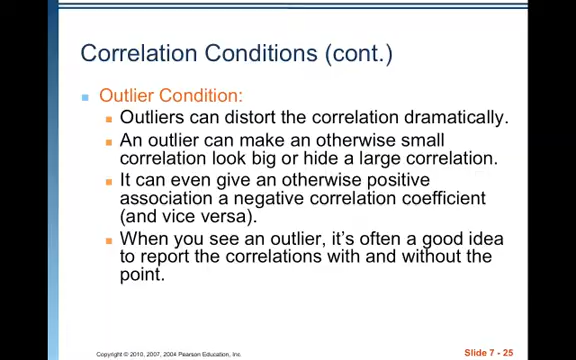 Correlation Conditions (cont.)
Outlier Condition:
Outliers can distort the correlation dramatically.
An outlier can make an otherwise small
correlation look big or hide a large correlation.
It can even give an otherwise positive
association a negative correlation coefficient
(and vice versa).
When you see an outlier, it's often a good idea
to report the correlations with and without the
point.
Copyright © 2010, 2007, 2004 Pearson Education, Inc.
Slide 7 - 25